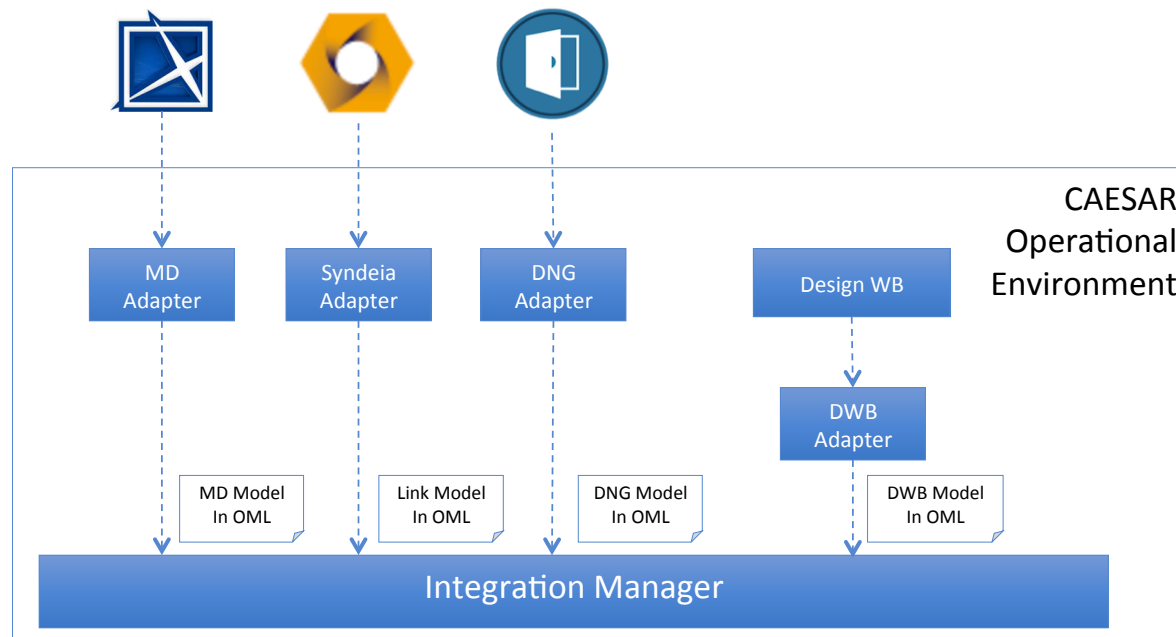 CAESAR
Operational
Environment
MD
Adapter
Syndeia
Adapter
DNG
Adapter
Design WB
DWB
Adapter
MD Model
In OML
Link Model
In OML
DNG Model
In OML
DWB Model
In OML
Integration Manager